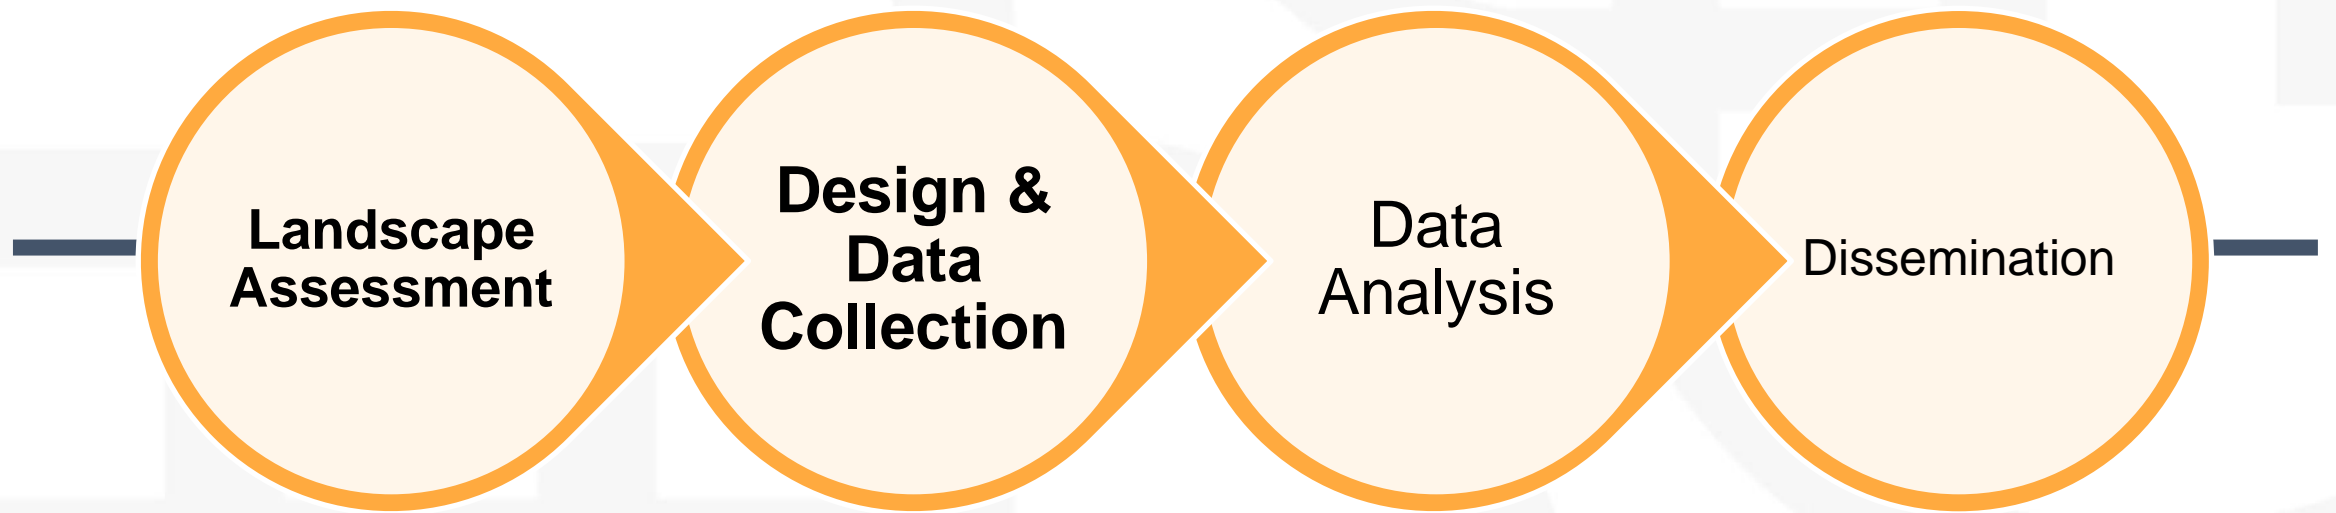 Landscape
Assessment
Design &
Data
Collection
Data
Analysis
Dissemination